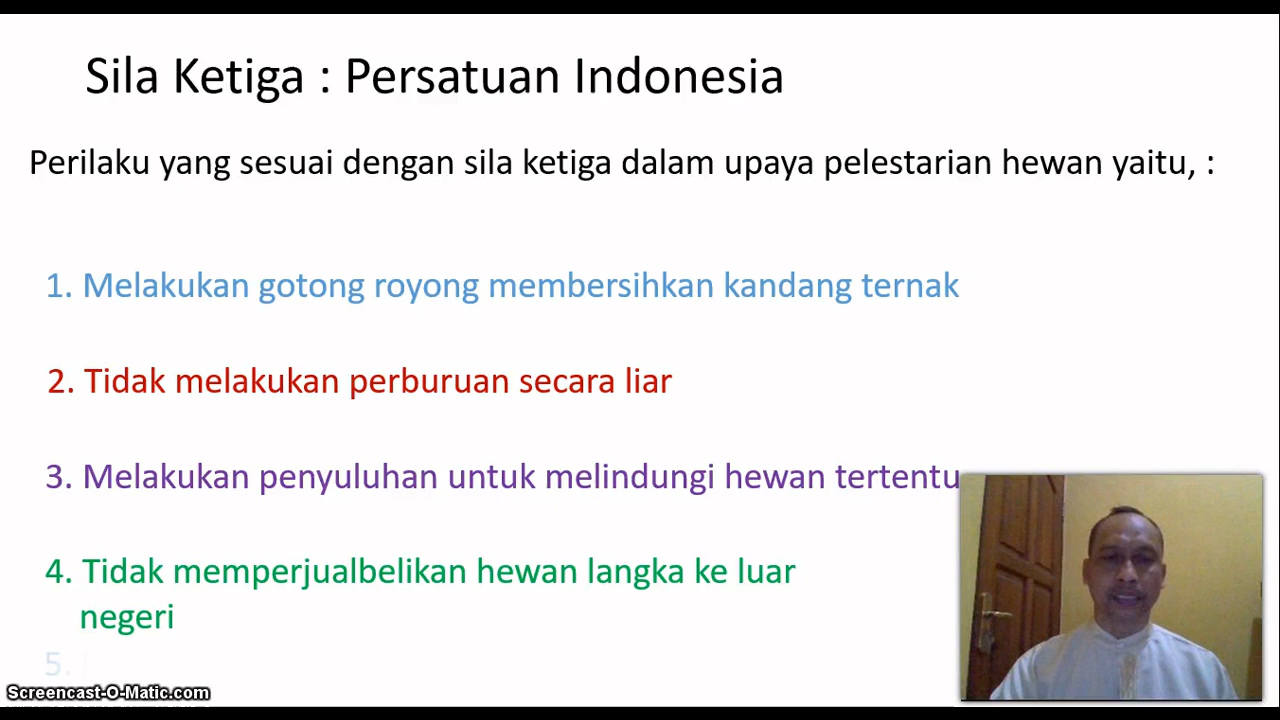 Sila Ketiga : Persatuan Indonesia
Perilaku yang sesuai dengan sila ketiga dalam upaya pelestarian hewan yaitu, :
1. Melakukan gotong royong membersihkan kandang ternak
2. Tidak melakukan perburuan secara liar
3. Melakukan penyuluhan untuk melindungi hewan tertentu
4. Tidak memperjualbelikan hewan langka ke luar
negeri
5.
Screencast-O-Matic.com